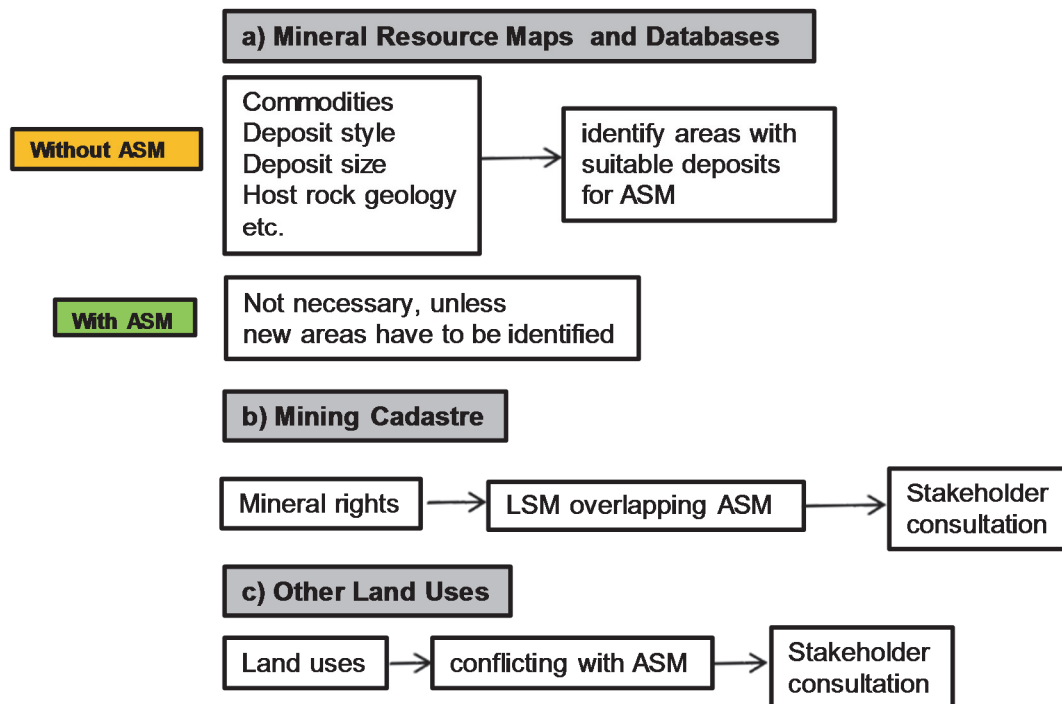 a) Mineral Resource Maps and Databases
Without ASM
Commodities
Deposit style
Deposit size
Host rock geology
etc.
identify areas with
suitable deposits
for ASM
With ASM
Not necessary, unless
new areas have to be identified
b) Mining Cadastre
Mineral rights
LSM overlapping ASM
Stakeholder
consultation
c) Other Land Uses
Land uses
conflicting with ASM
Stakeholder
consultation